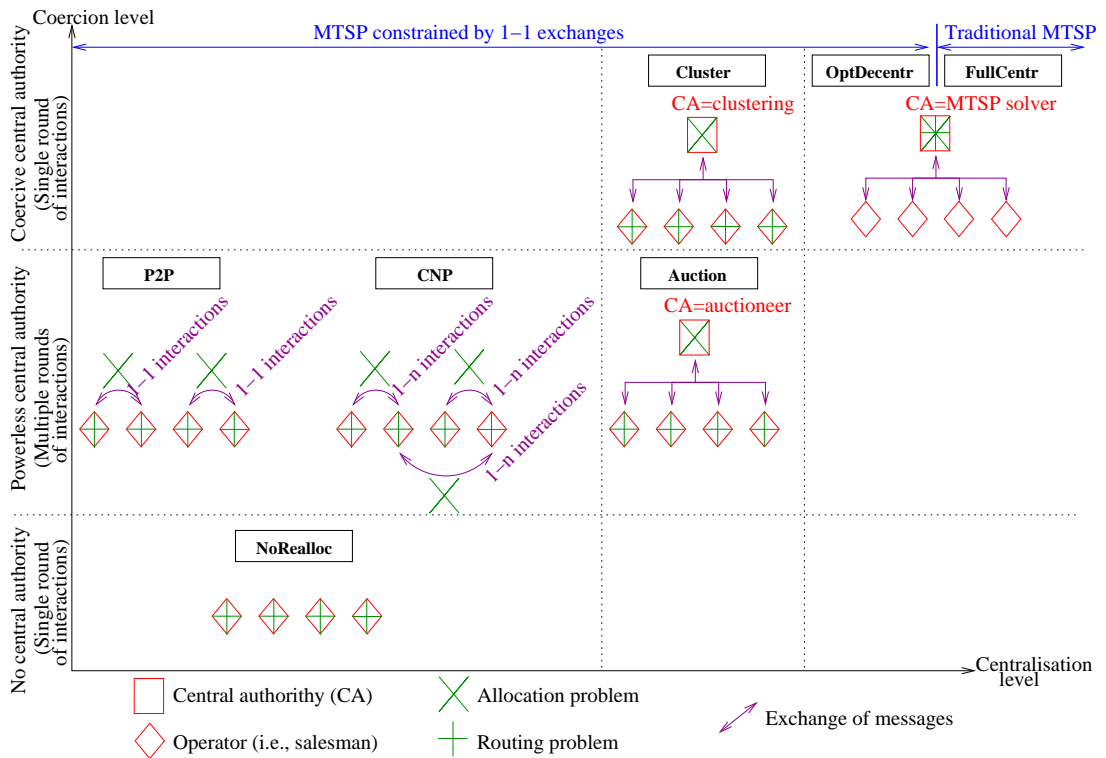 Coercion level
MTSP constrained by 1−1 exchanges
Traditional MTSP
Coercive central authority
(Single round
of interactions)
Cluster
OptDecentr
FullCentr
CA=clustering
CA=MTSP solver
Powerless central authority
(Multiple rounds
of interactions)
P2P
CNP
Auction
CA=auctioneer
1−1 interactions
1−1 interactions
1−n interactions
1−n interactions
1−n interactions
No central authority
(Single round
of interactions)
NoRealloc
Centralisation
level
Central authorithy (CA)
Allocation problem
Exchange of messages
Operator (i.e., salesman)
Routing problem